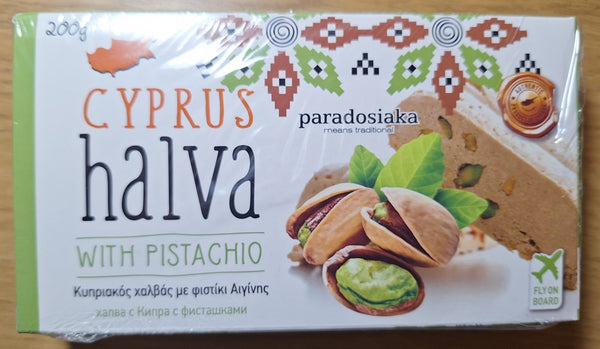 200g
CYPRUS
halva
WITH PISTACHIO
Κυπριακός χαλβάς με φιστίκι Αιγίνης
халва с Кипра с фисташками
paradosiaka
means traditional
FLY ON
BOARD